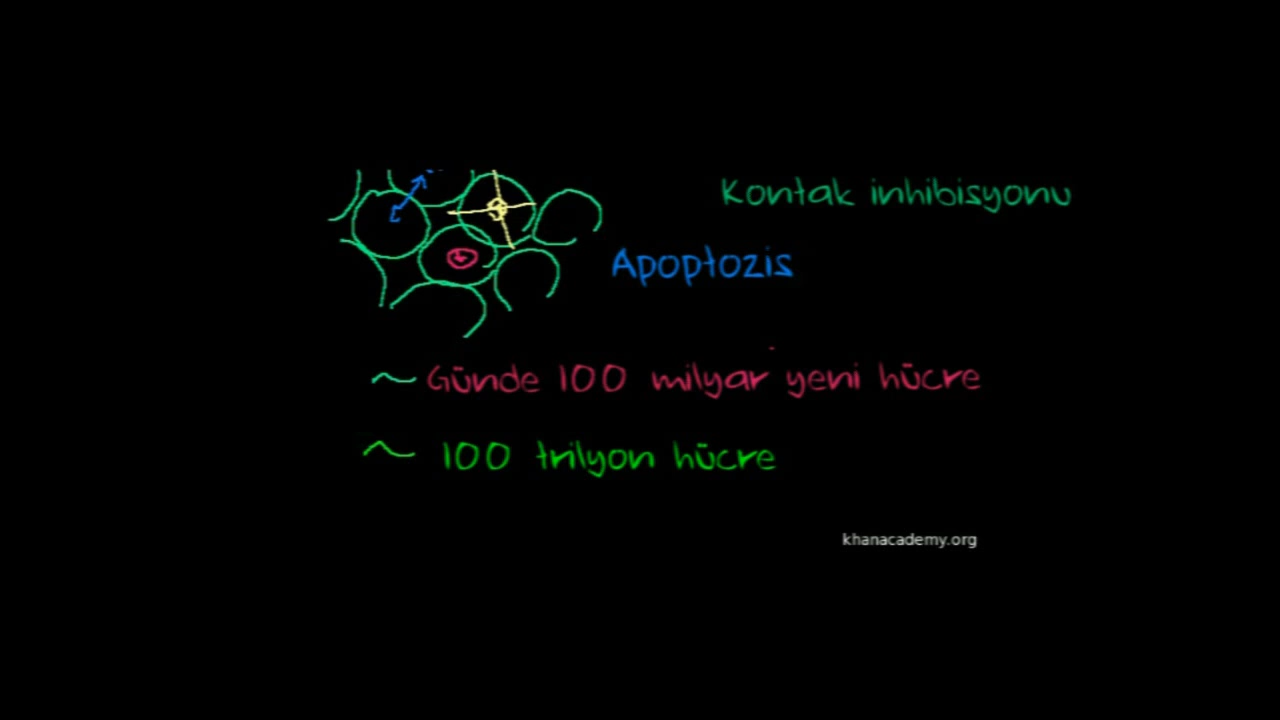 Kontak inhibisyonu
Apoptozis
~ Günde 100 milyar yeni hücre
~ 100 trilyon hücre
khanacademy.org